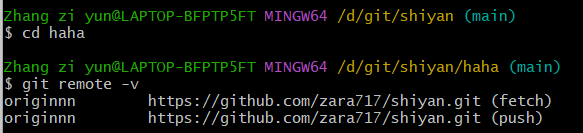 Zhang zi yun@LAPTOP-BFPTP5FT MINGW64 /d/git/shiyan (main)
$ cd haha
Zhang zi yun@LAPTOP-BFPTP5FT MINGW64 /d/git/shiyan/haha (main)
$ git remote -v
originnn        https://github.com/zara717/shiyan.git (fetch)
originnn        https://github.com/zara717/shiyan.git (push)